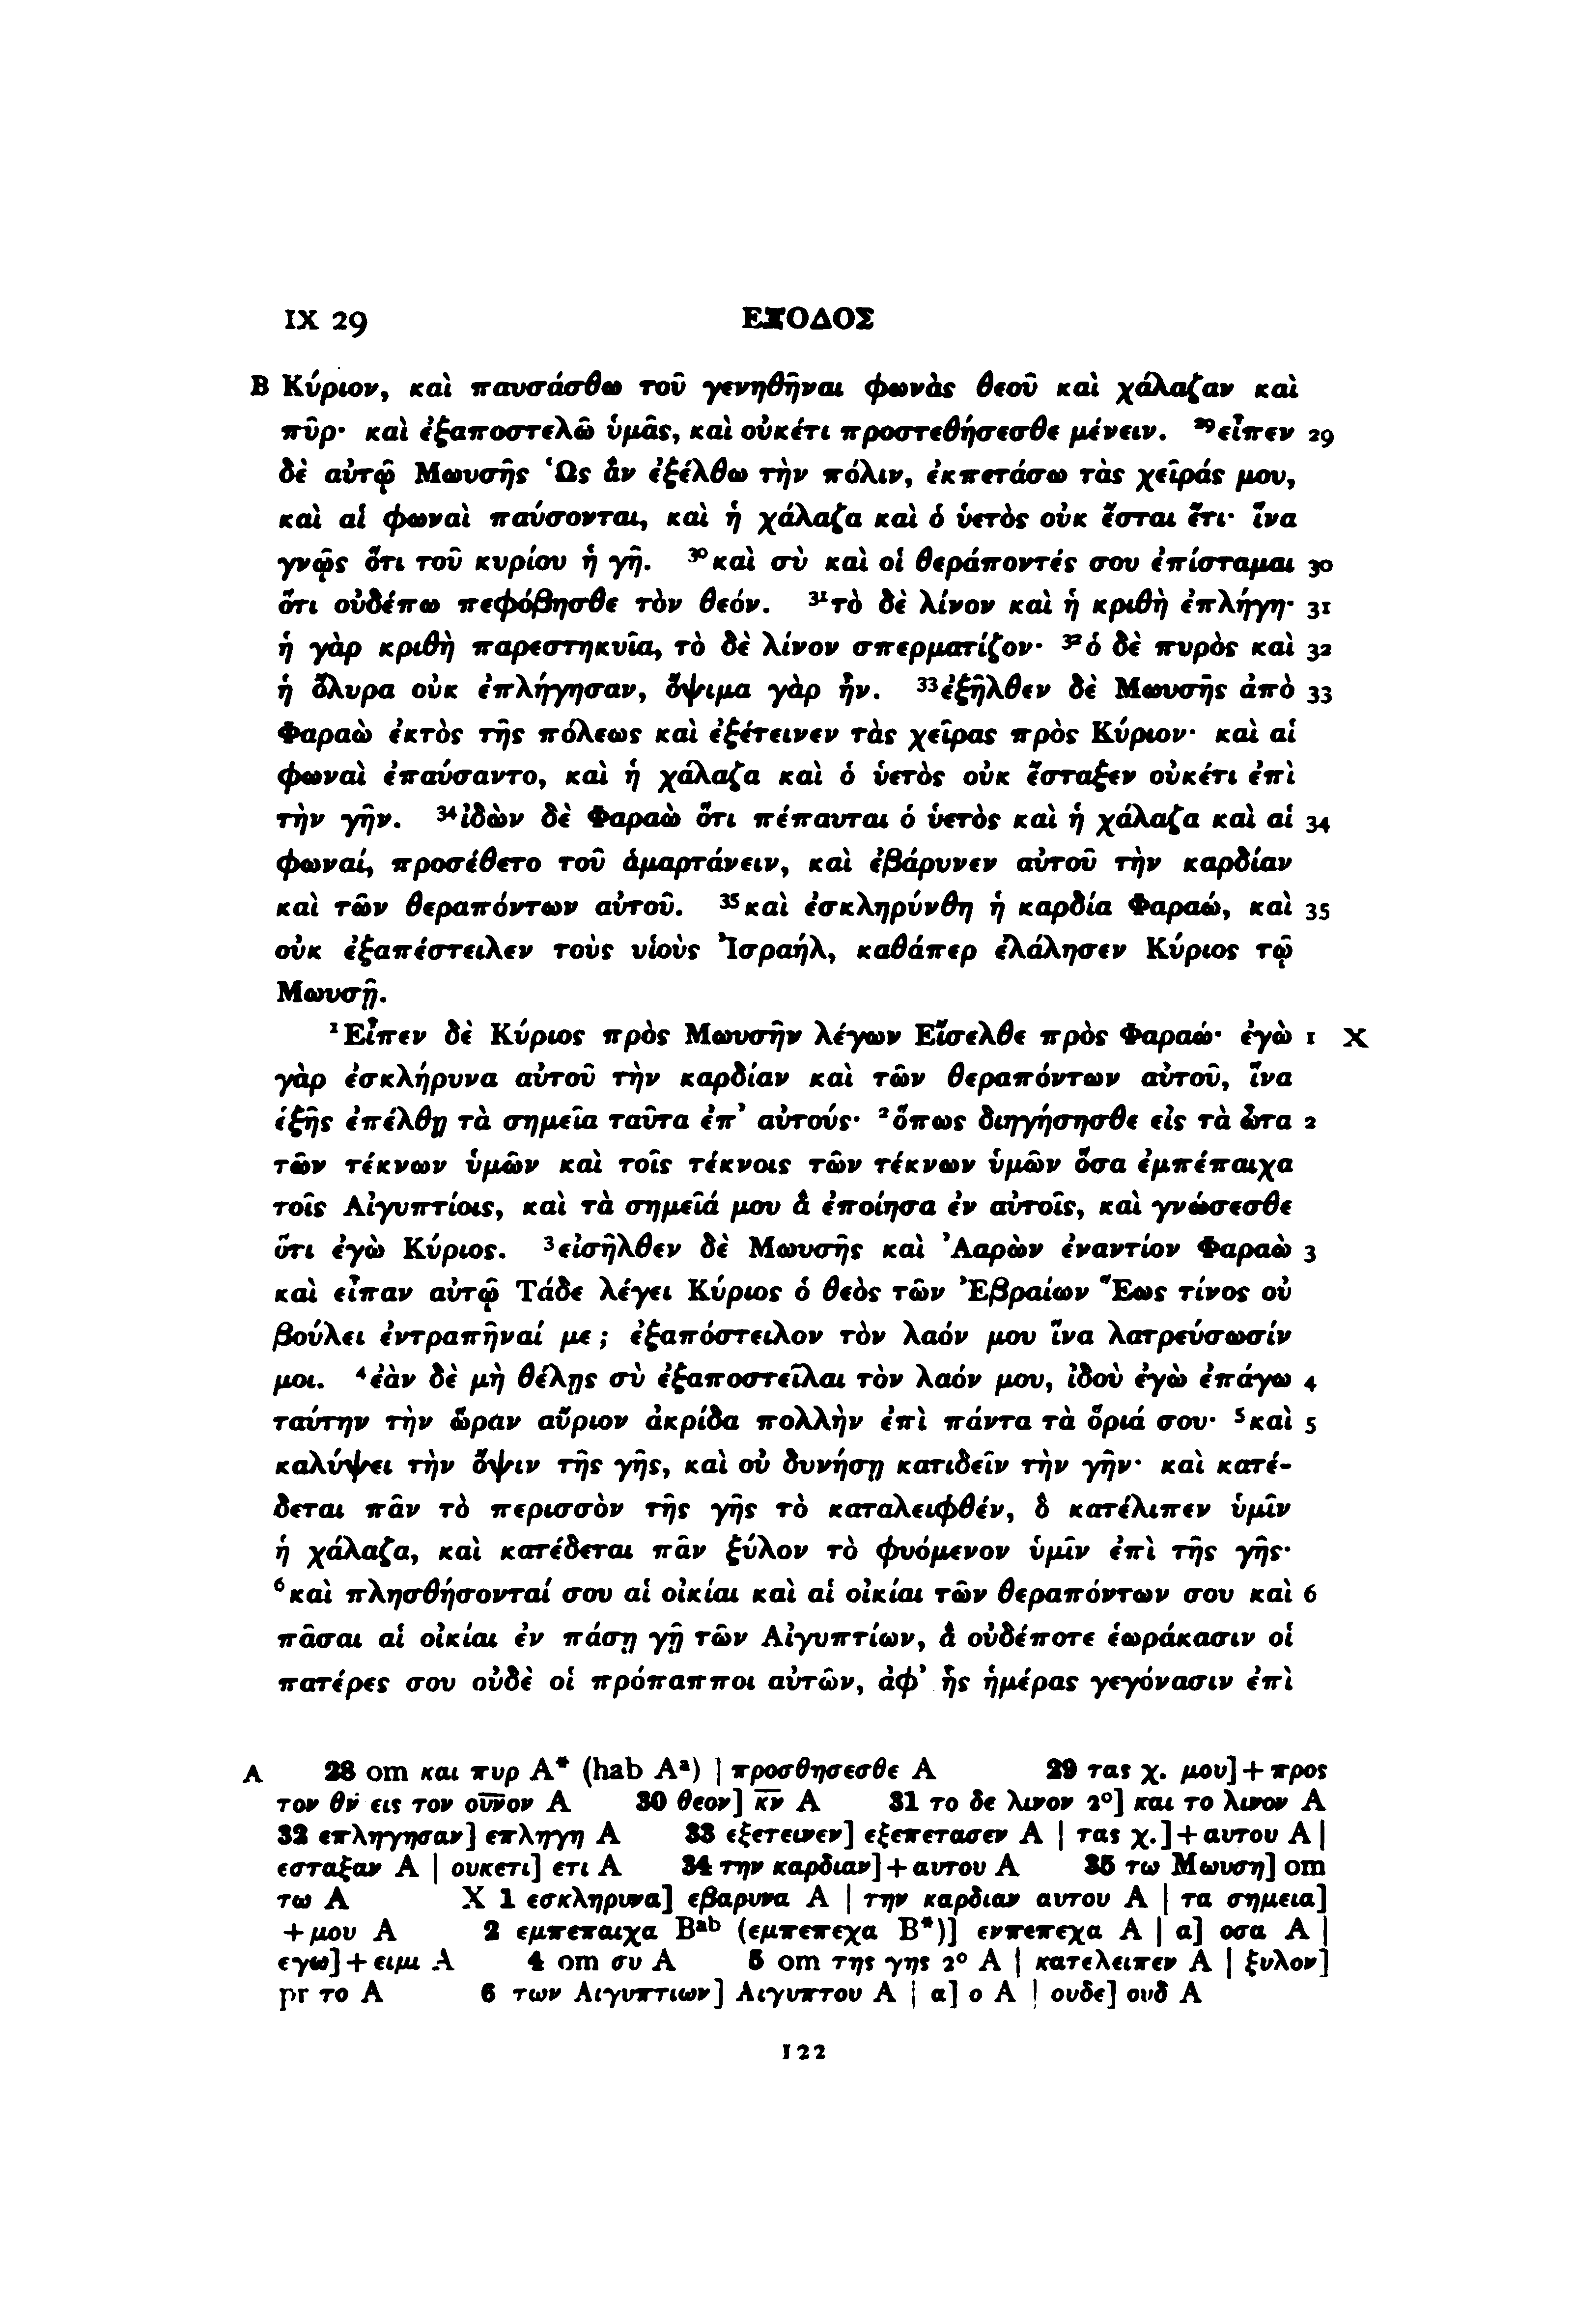 IX 29 ΕΞΟΔΟΣ
B Κύριον, καὶ παυσάσθω τοῦ γενηθῆναι φωνὰς θεοῦ καὶ χάλαζαν καὶ
πῦρ· καὶ ἐξαποστελῶ ὑμᾶς, καὶ οὐκέτι προστεθήσεσθε μένειν. ²⁹εἶπεν 29
δὲ αὐτῷ Μωυσῆς Ὡς ἂν ἐξέλθω τὴν πόλιν, ἐκπετάσω τὰς χεῖράς μου,
καὶ αἱ φωναὶ παύσονται, καὶ ἡ χάλαζα καὶ ὁ ὑετὸς οὐκ ἔσται ἔτι· ἵνα
γνῷς ὅτι τοῦ κυρίου ἡ γῆ. ³⁰καὶ σὺ καὶ οἱ θεράποντές σου ἐπίσταμαι 30
ὅτι οὐδέπω πεφόβησθε τὸν θεόν. ³¹τὸ δὲ λίνον καὶ ἡ κριθὴ ἐπλήγη· 31
ἡ γὰρ κριθὴ παρεστηκυῖα, τὸ δὲ λίνον σπερματίζον· ³²ὁ δὲ πυρὸς καὶ 32
ἡ ὄλυρα οὐκ ἐπλήγησαν, ὄψιμα γὰρ ἦν. ³³ἐξῆλθεν δὲ Μωυσῆς ἀπὸ 33
Φαραὼ ἐκτὸς τῆς πόλεως καὶ ἐξέτεινεν τὰς χεῖρας πρὸς Κύριον· καὶ αἱ
φωναὶ ἐπαύσαντο, καὶ ἡ χάλαζα καὶ ὁ ὑετὸς οὐκ ἔσταξεν οὐκέτι ἐπὶ
τὴν γῆν. ³⁴ἰδὼν δὲ Φαραὼ ὅτι πέπαυται ὁ ὑετὸς καὶ ἡ χάλαζα καὶ αἱ 34
φωναί, προσέθετο τοῦ ἁμαρτάνειν, καὶ ἐβάρυνεν αὐτοῦ τὴν καρδίαν
καὶ τῶν θεραπόντων αὐτοῦ. ³⁵καὶ ἐσκληρύνθη ἡ καρδία Φαραώ, καὶ 35
οὐκ ἐξαπέστειλεν τοὺς υἱοὺς Ἰσραήλ, καθάπερ ἐλάλησεν Κύριος τῷ
Μωυσῇ.
¹Εἶπεν δὲ Κύριος πρὸς Μωυσῆν λέγων Εἴσελθε πρὸς Φαραώ· ἐγὼ 1 X
γὰρ ἐσκλήρυνα αὐτοῦ τὴν καρδίαν καὶ τῶν θεραπόντων αὐτοῦ, ἵνα
ἑξῆς ἐπέλθῃ τὰ σημεῖα ταῦτα ἐπ᾽ αὐτούς· ²ὅπως διηγήσησθε εἰς τὰ ὦτα 2
τῶν τέκνων ὑμῶν καὶ τοῖς τέκνοις τῶν τέκνων ὑμῶν ὅσα ἐμπέπαιχα
τοῖς Αἰγυπτίοις, καὶ τὰ σημεῖά μου ἃ ἐποίησα ἐν αὐτοῖς, καὶ γνώσεσθε
ὅτι ἐγὼ Κύριος. ³εἰσῆλθεν δὲ Μωυσῆς καὶ Ἀαρὼν ἐναντίον Φαραὼ 3
καὶ εἶπαν αὐτῷ Τάδε λέγει Κύριος ὁ θεὸς τῶν Ἐβραίων Ἕως τίνος οὐ
βούλει ἐντραπῆναί με; ἐξαπόστειλον τὸν λαόν μου ἵνα λατρεύσωσίν
μοι. ⁴ἐὰν δὲ μὴ θέλῃς σὺ ἐξαποστεῖλαι τὸν λαόν μου, ἰδοὺ ἐγὼ ἐπάγω 4
ταύτην τὴν ὥραν αὔριον ἀκρίδα πολλὴν ἐπὶ πάντα τὰ ὅριά σου· ⁵καὶ 5
καλύψει τὴν ὄψιν τῆς γῆς, καὶ οὐ δυνήσῃ κατιδεῖν τὴν γῆν· καὶ κατέ-
δεται πᾶν τὸ περισσὸν τῆς γῆς τὸ καταλειφθέν, ὃ κατέλιπεν ὑμῖν
ἡ χάλαζα, καὶ κατέδεται πᾶν ξύλον τὸ φυόμενον ὑμῖν ἐπὶ τῆς γῆς·
⁶καὶ πλησθήσονταί σου αἱ οἰκίαι καὶ αἱ οἰκίαι τῶν θεραπόντων σου καὶ 6
πᾶσαι αἱ οἰκίαι ἐν πάσῃ γῇ τῶν Αἰγυπτίων, ἃ οὐδέποτε ἑωράκασιν οἱ
πατέρες σου οὐδὲ οἱ πρόπαπποι αὐτῶν, ἀφ᾽ ἧς ἡμέρας γεγόνασιν ἐπὶ
A 28 om και πυρ A* (hab Aᵃ) | προσθησεσθε A 29 τας χ. μου] + προς
τον θν̅ εις τον ου̅νον A 30 θεον] κ̅ν̅ A 31 το δε λινον 2°] και το λινον A
32 επληγησαν] επληγη A 33 εξετεινεν] εξεπετασεν A | τας χ.] + αυτου A |
εσταξαν A | ουκετι] ετι A 34 την καρδιαν] + αυτου A 35 τω Μωυση] om
τω A X 1 εσκληρυνα] εβαρυνα A | την καρδιαν αυτου A | τα σημεια]
+ μου A 2 εμπεπαιχα Bᵃᵇ (εμπεπεχα B*)] ενπεπεχα A | α] οσα A |
εγω] + ειμι A 4 om συ A 5 om της γης 2° A | κατελειπεν A | ξυλον]
pr το A 6 των Αιγυπτιων] Αιγυπτου A | α] ο A | ουδε] ουδ A
122